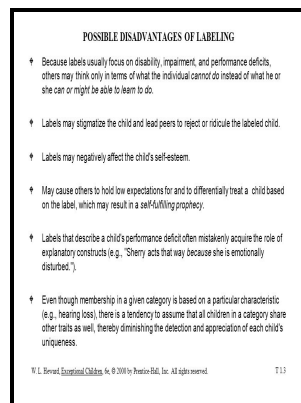 POSSIBLE DISADVANTAGES OF LABELING
Because labels usually focus on disability, impairment, and performance deficits,
others may think only in terms of what the individual cannot do instead of what he or
she can or might be able to learn to do.
Labels may stigmatize the child and lead peers to reject or ridicule the labeled child.
Labels may negatively affect the child's self-esteem.
May cause others to hold low expectations for and to differentially treat a child based
on the label, which may result in a self-fulfilling prophecy.
Labels that describe a child's performance deficit often mistakenly acquire the role of
explanatory constructs (e.g., "Sherry acts that way because she is emotionally
disturbed.").
Even though membership in a given category is based on a particular characteristic
(e.g., hearing loss), there is a tendency to assume that all children in a category share
other traits as well, thereby diminishing the detection and appreciation of each child's
uniqueness.
W. L. Heward, Exceptional Children, 6e, © 2000 by Prentice-Hall, Inc. All rights reserved. T 1.3